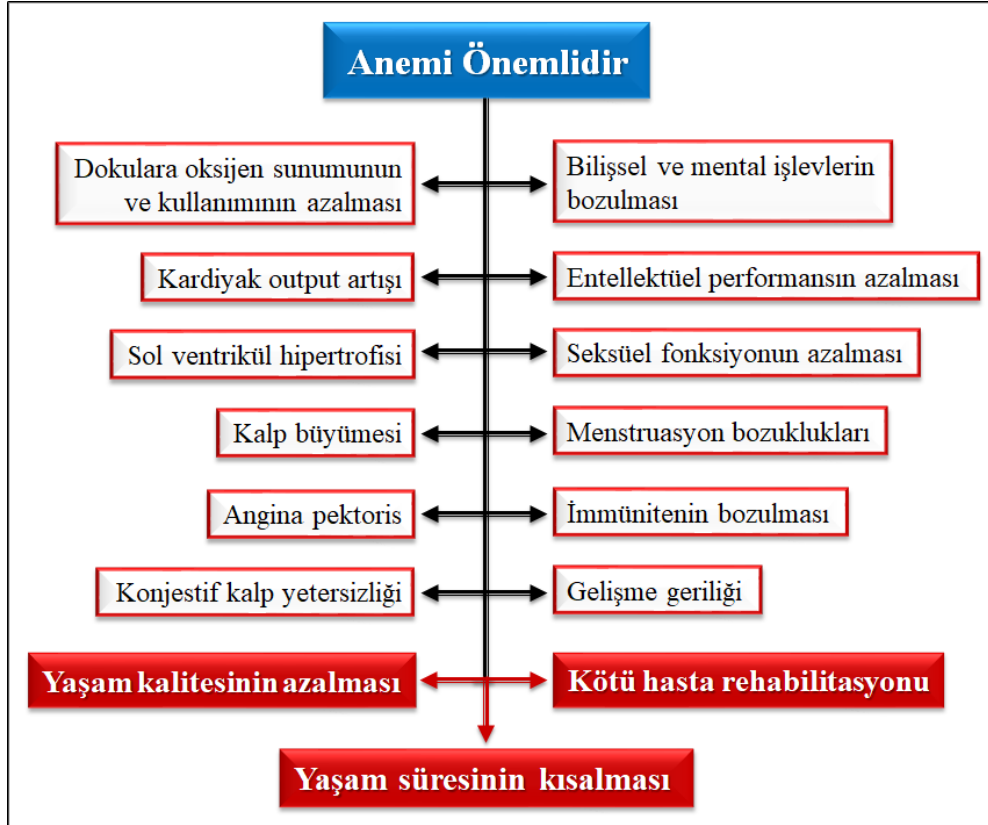 Anemi Önemlidir
Dokulara oksijen sunumunun
ve kullanımının azalması
Bilişsel ve mental işlevlerin
bozulması
Kardiyak output artışı
Entellektüel performansın azalması
Sol ventrikül hipertrofisi
Seksüel fonksiyonun azalması
Kalp büyümesi
Menstruasyon bozuklukları
Angina pektoris
İmmünitenin bozulması
Konjestif kalp yetersizliği
Gelişme geriliği
Yaşam kalitesinin azalması
Kötü hasta rehabilitasyonu
Yaşam süresinin kısalması